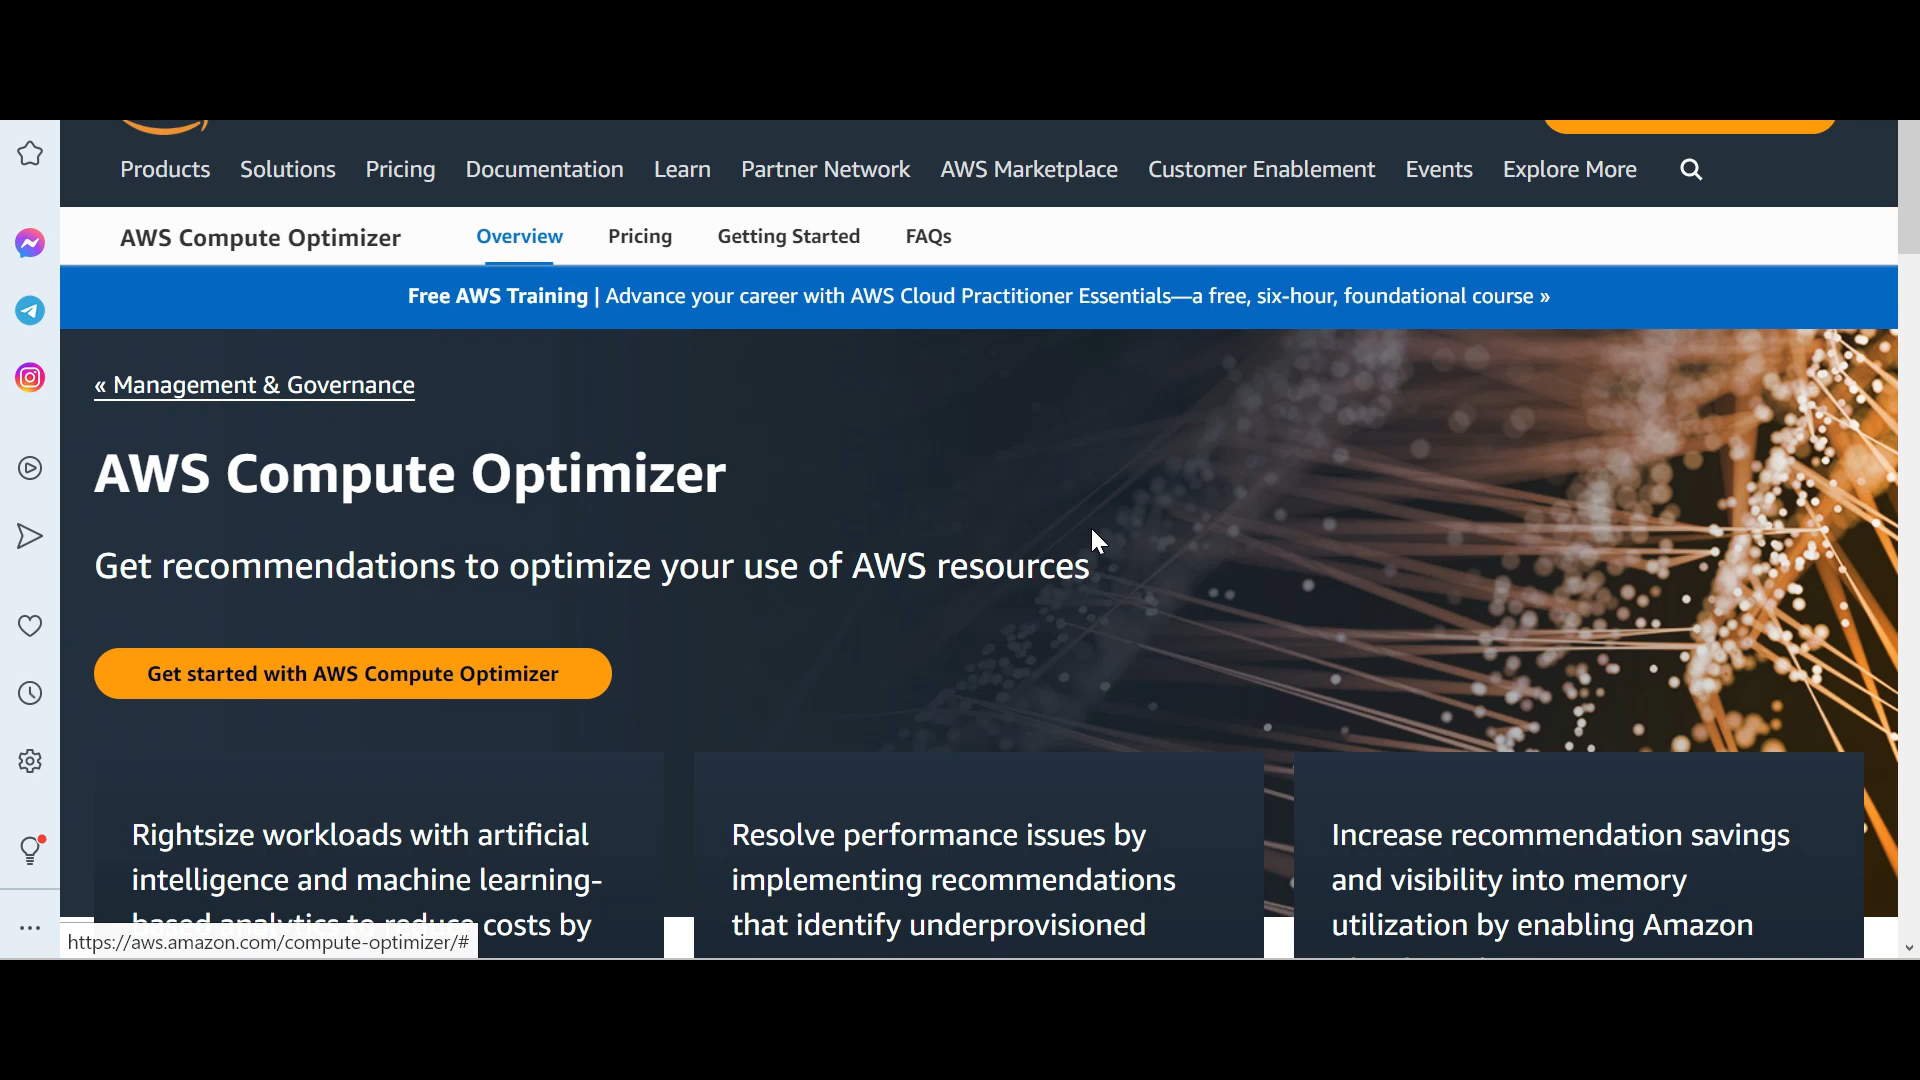 Products Solutions Pricing Documentation Learn Partner Network AWS Marketplace Customer Enablement Events Explore More
AWS Compute Optimizer Overview Pricing Getting Started FAQs
Free AWS Training | Advance your career with AWS Cloud Practitioner Essentials—a free, six-hour, foundational course »
« Management & Governance
AWS Compute Optimizer
Get recommendations to optimize your use of AWS resources
Get started with AWS Compute Optimizer
Rightsize workloads with artificial
intelligence and machine learning-
based analytics to reduce costs by
Resolve performance issues by
implementing recommendations
that identify underprovisioned
Increase recommendation savings
and visibility into memory
utilization by enabling Amazon
https://aws.amazon.com/compute-optimizer/#